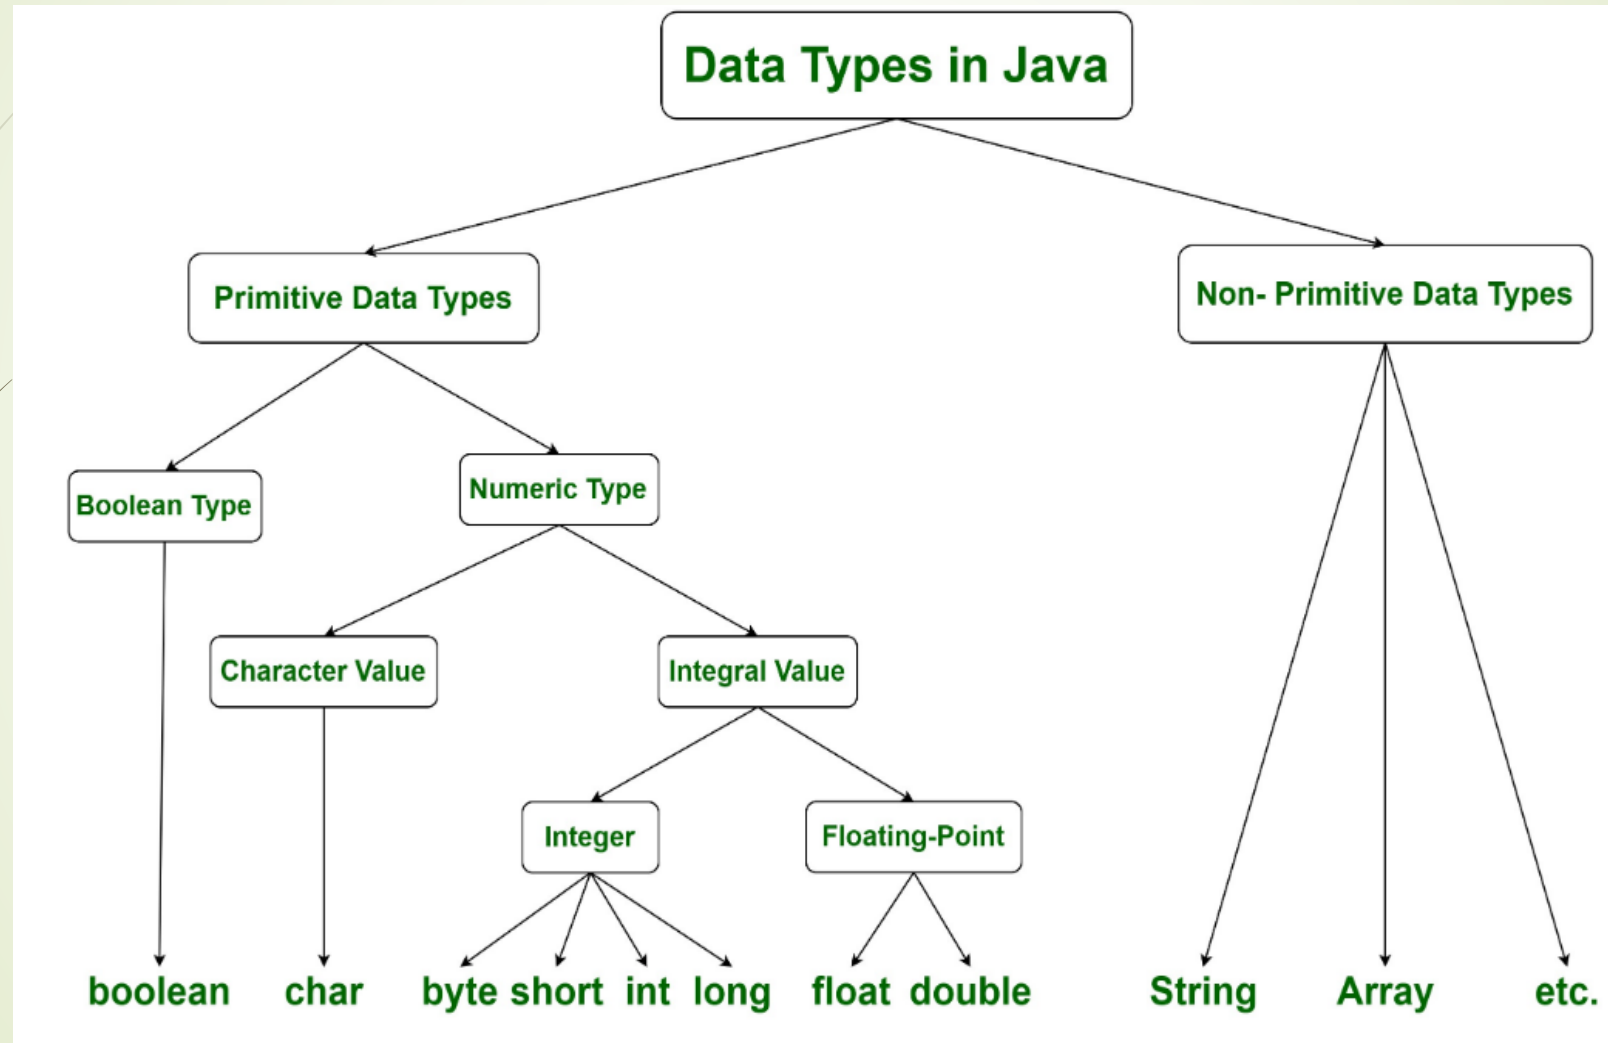 Data Types in Java
Primitive Data Types
Non- Primitive Data Types
Boolean Type
Numeric Type
Character Value
Integral Value
Integer
Floating-Point
boolean char byte short int long float double String Array etc.